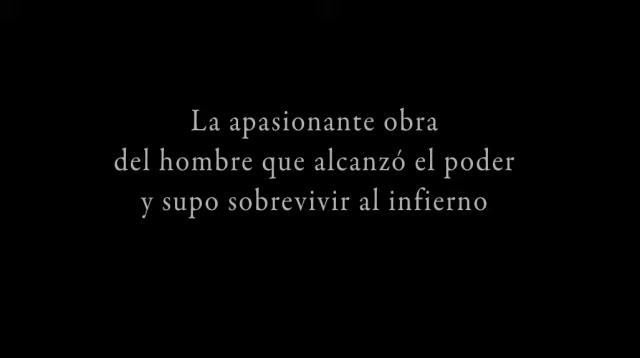 La apasionante obra
del hombre que alcanzó el poder
y supo sobrevivir al infierno